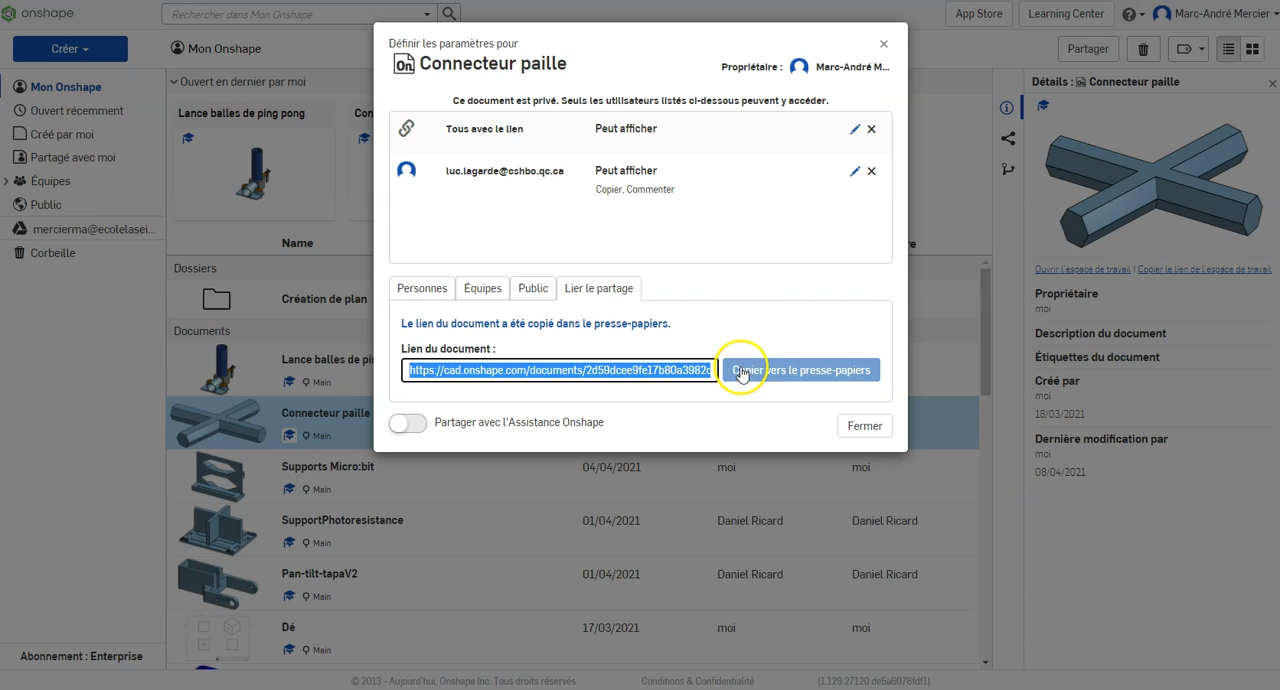 onshape
Rechercher dans Mon Onshape
App Store
Learning Center
Marc-André Mercier
Créer
Mon Onshape
Partager
Mon Onshape
Ouvert récemment
Créé par moi
Partagé avec moi
Équipes
Public
mercierma@ecolelasei...
Corbeille
Abonnement : Enterprise
Ouvert en dernier par moi
Lance balles de ping pong
Name
Dossiers
Création de plan
Documents
Main
Connecteur paille
Main
Supports Micro:bit
04/04/2021
moi
moi
Main
SupportPhotoresistance
01/04/2021
Daniel Ricard
Daniel Ricard
Main
Pan-tilt-tapaV2
01/04/2021
Daniel Ricard
Daniel Ricard
Main
Dé
17/03/2021
moi
moi
Main
Définir les paramètres pour
Connecteur paille
Propriétaire :
Marc-André M...
Ce document est privé. Seuls les utilisateurs listés ci-dessous peuvent y accéder.
Tous avec le lien
Peut afficher
luc.lagarde@cshbo.qc.ca
Peut afficher
Copier, Commenter
Personnes
Équipes
Public
Lier le partage
Le lien du document a été copié dans le presse-papiers.
Lien du document :
https://cad.onshape.com/documents/2d59dcee9fe17b80a3982c
Copier vers le presse-papiers
Partager avec l'Assistance Onshape
Fermer
Détails : Connecteur paille
Ouvrir l'espace de travail | Copier le lien de l'espace de travail
Propriétaire
moi
Description du document
Étiquettes du document
Créé par
moi
18/03/2021
Dernière modification par
moi
08/04/2021
© 2013 - Aujourd'hui, Onshape Inc. Tous droits réservés
Conditions & Confidentialité
(1.128.27120.de5a6076fdf1)